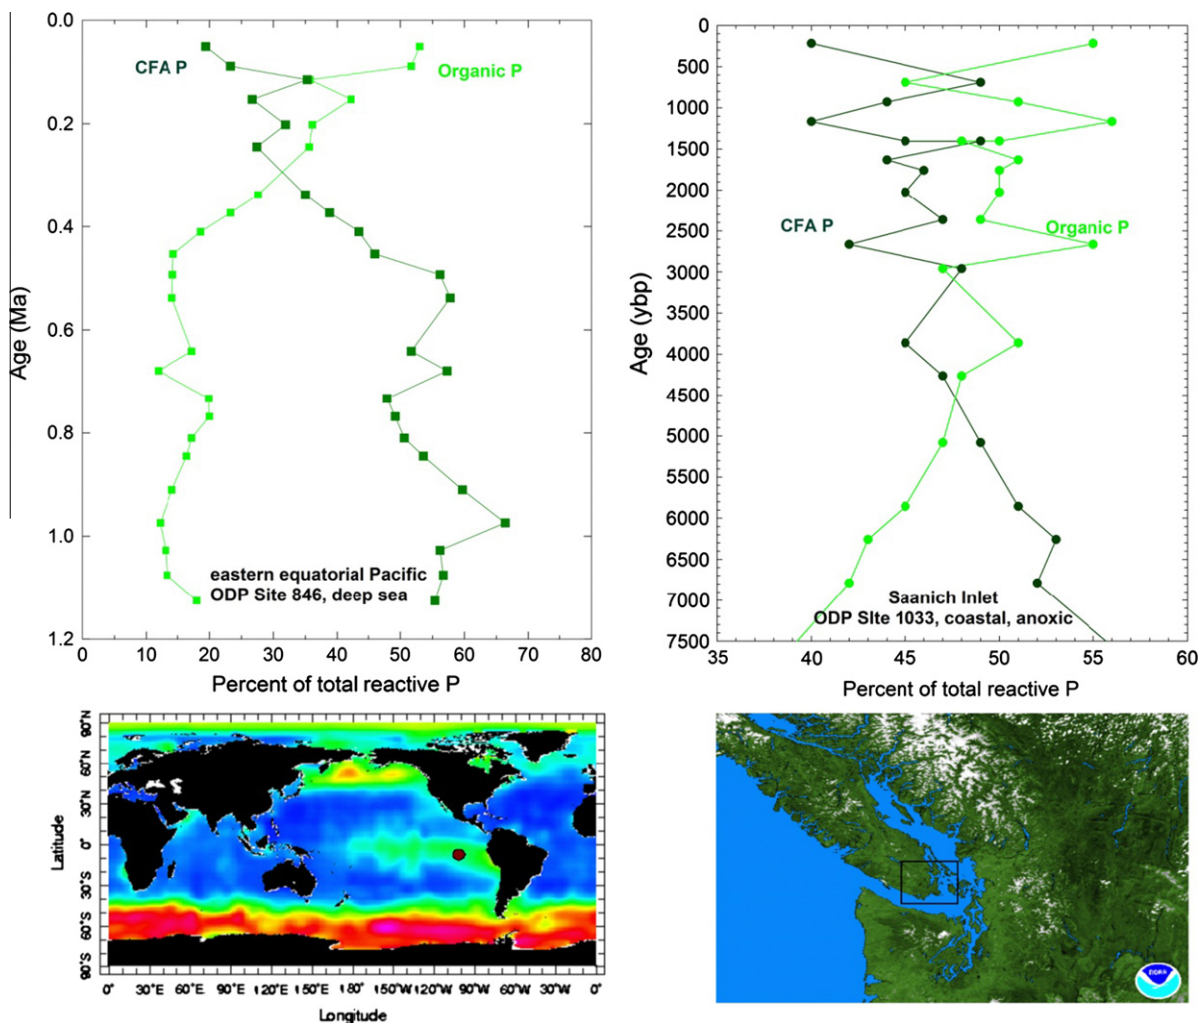 0.0
0.2
0.4
0.6
0.8
1.0
1.2
Age (Ma)
CFA P
Organic P
eastern equatorial Pacific
ODP Site 846, deep sea
0 10 20 30 40 50 60 70 80
Percent of total reactive P
0
500
1000
1500
2000
2500
3000
3500
4000
4500
5000
5500
6000
6500
7000
7500
Age (ybp)
CFA P
Organic P
Saanich Inlet
ODP SIte 1033, coastal, anoxic
35 40 45 50 55 60
Percent of total reactive P
90°N
60°N
30°N
0°
30°S
60°S
90°S
Latitude
0° 30°E 60°E 90°E 120°E 150°E 180° 150°W 120°W 90°W 60°W 30°W 0°
Longitude